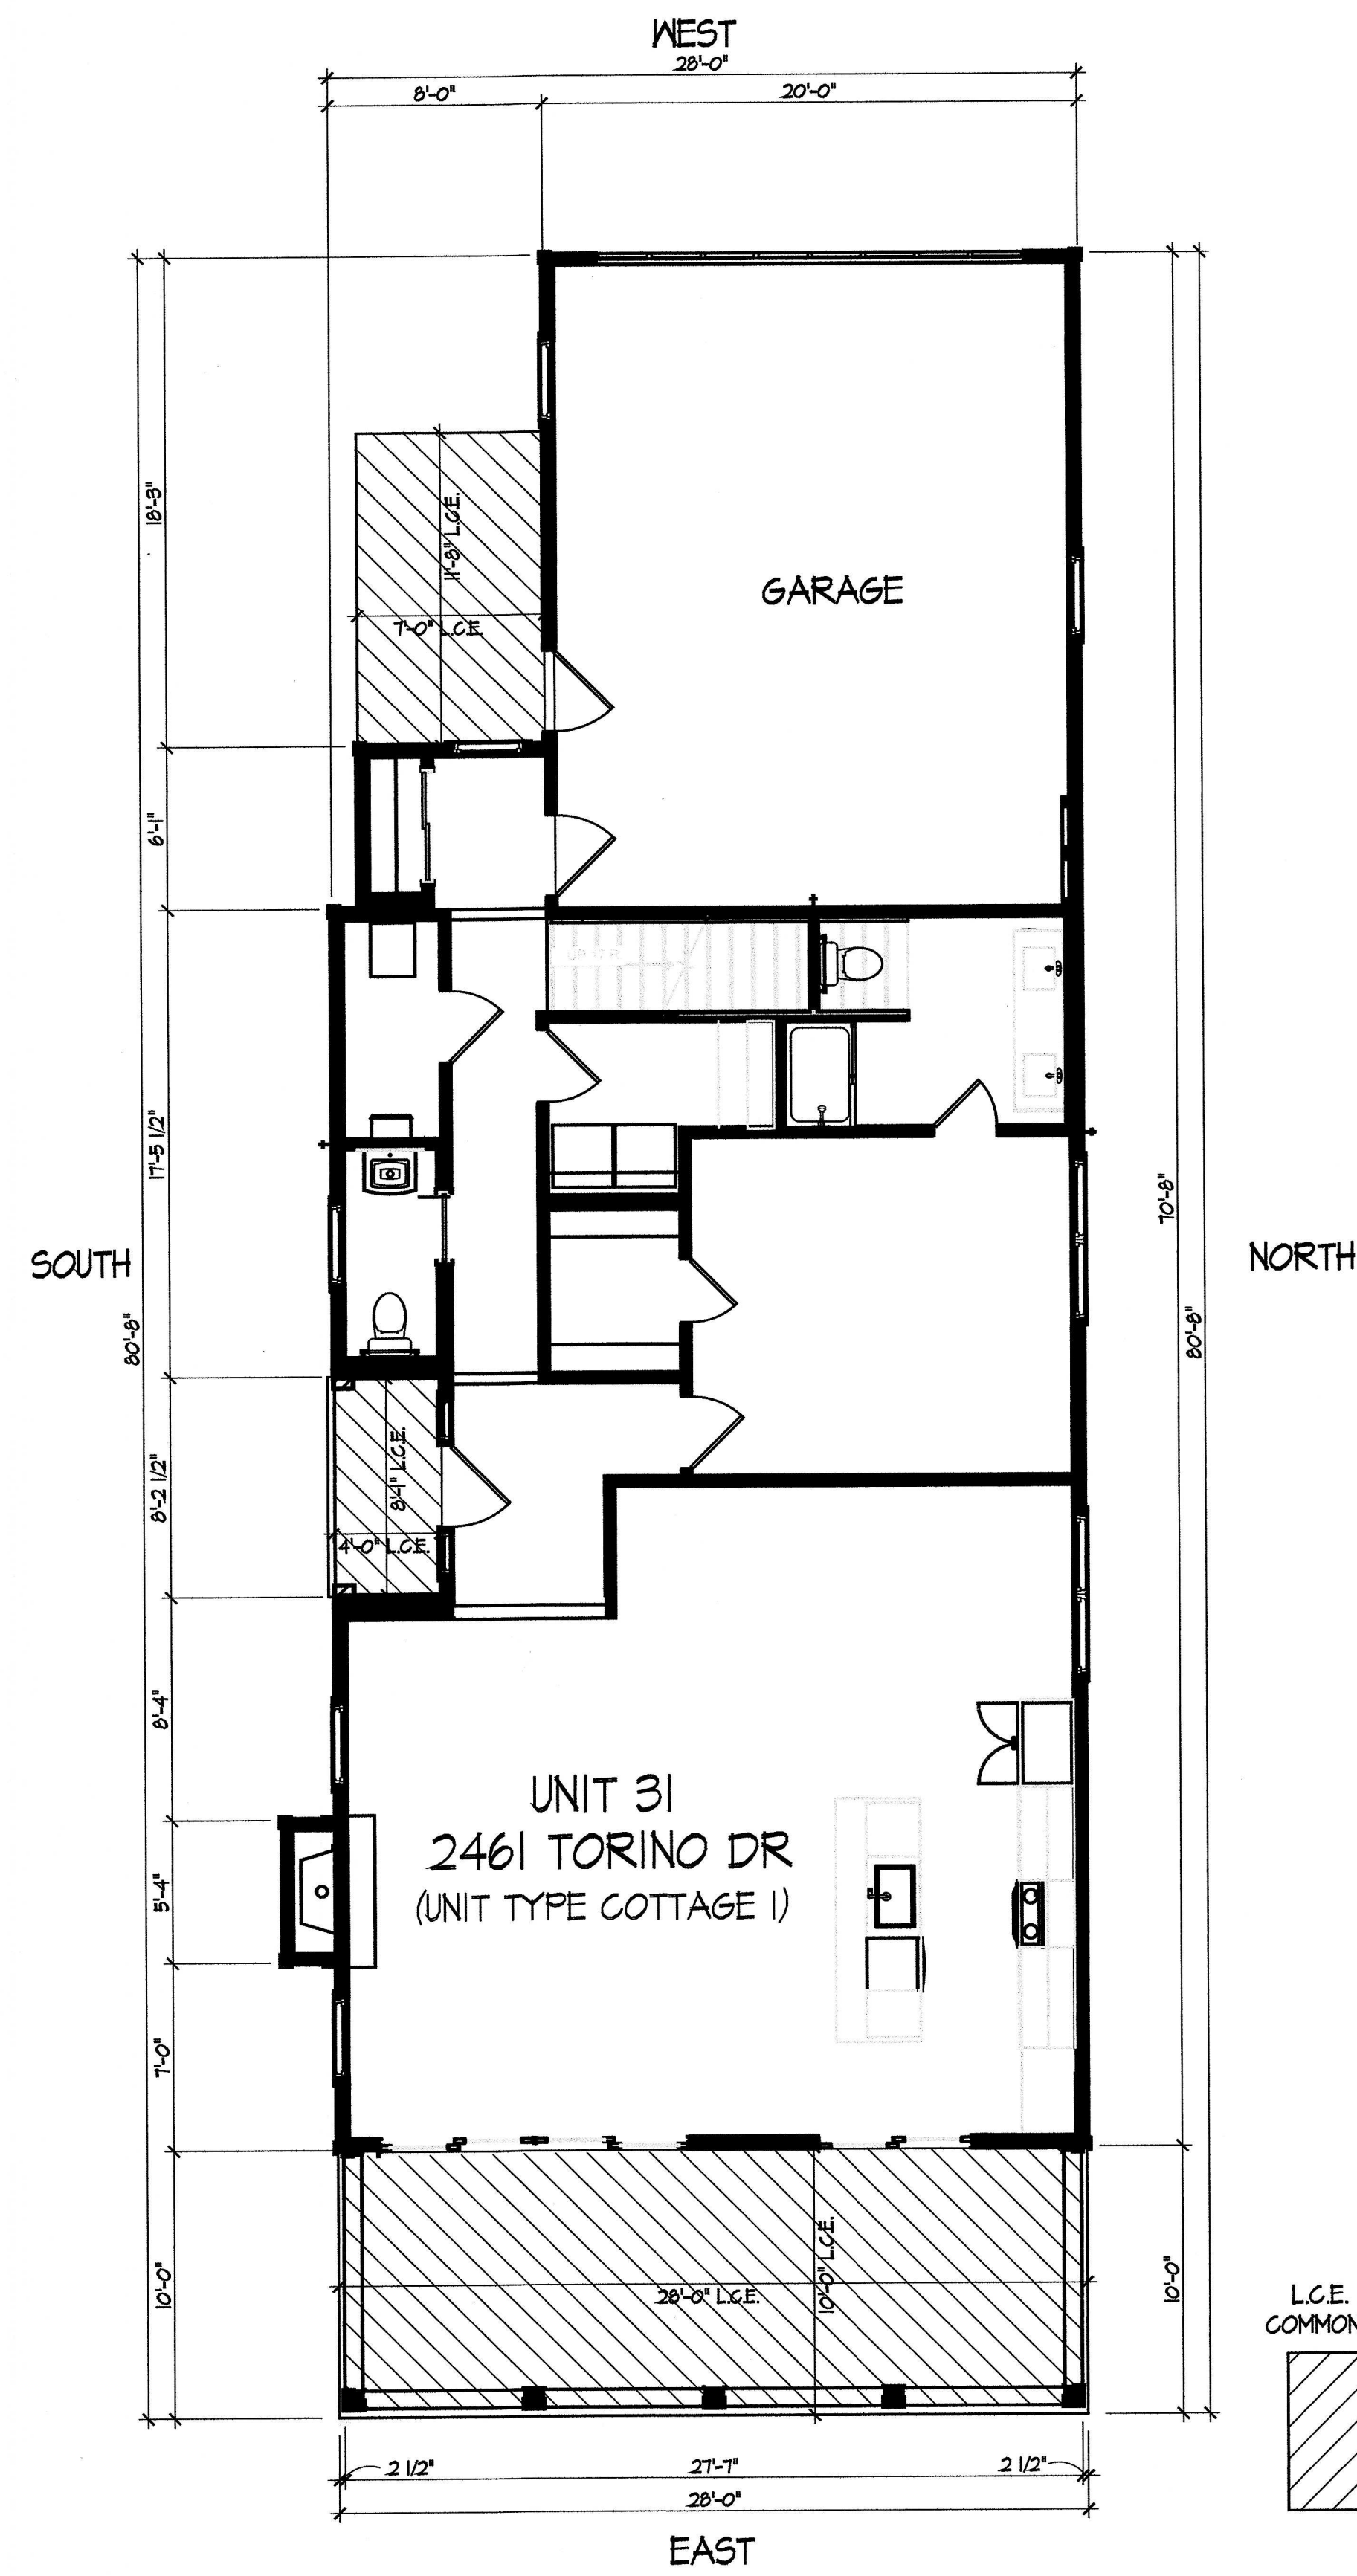 WEST
28'-0"
8'-0"
20'-0"
18'-3"
11'-8" L.C.E.
7'-0" L.C.E.
GARAGE
6'-1"
UP 17 R
17'-5 1/2"
70'-8"
SOUTH
NORTH
80'-8"
80'-8"
8'-1" L.C.E.
8'-2 1/2"
4'-0" L.C.E.
8'-4"
UNIT 31
2461 TORINO DR
(UNIT TYPE COTTAGE 1)
5'-4"
7'-0"
10'-0"
10'-0" L.C.E.
28'-0" L.C.E.
10'-0"
L.C.E.
COMMON
2 1/2"
27'-7"
2 1/2"
28'-0"
EAST